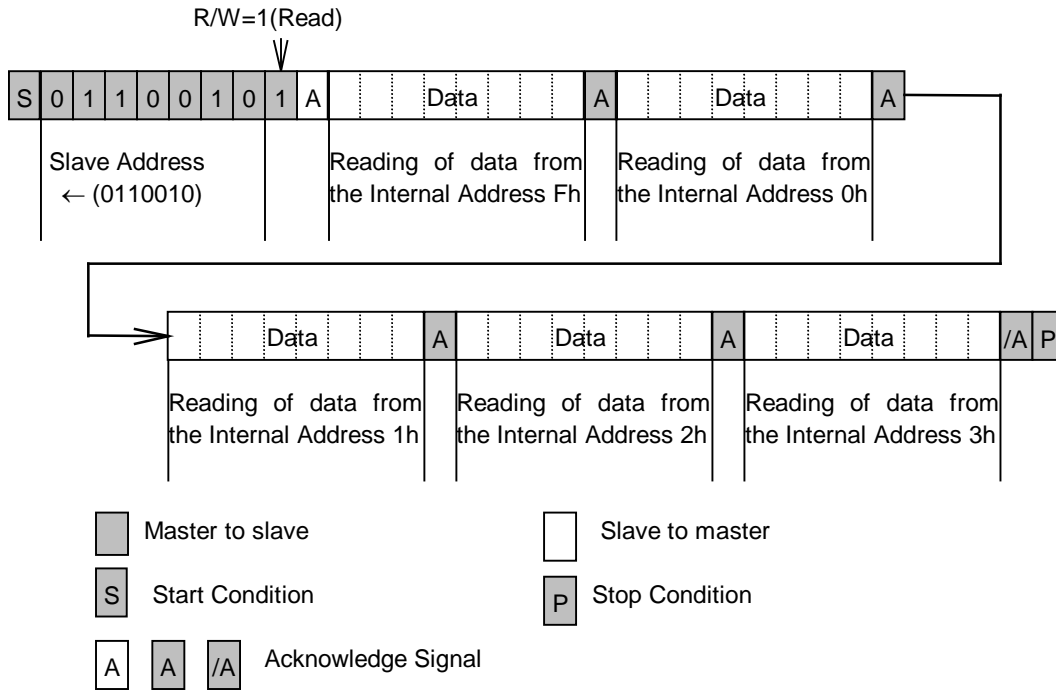 R/W=1(Read)
S 0 1 1 0 0 1 0 1 A Data A Data A
Slave Address
← (0110010)
Reading of data from
the Internal Address Fh
Reading of data from
the Internal Address 0h
Data A Data A Data /A P
Reading of data from
the Internal Address 1h
Reading of data from
the Internal Address 2h
Reading of data from
the Internal Address 3h
Master to slave
Slave to master
S Start Condition
P Stop Condition
A A /A Acknowledge Signal